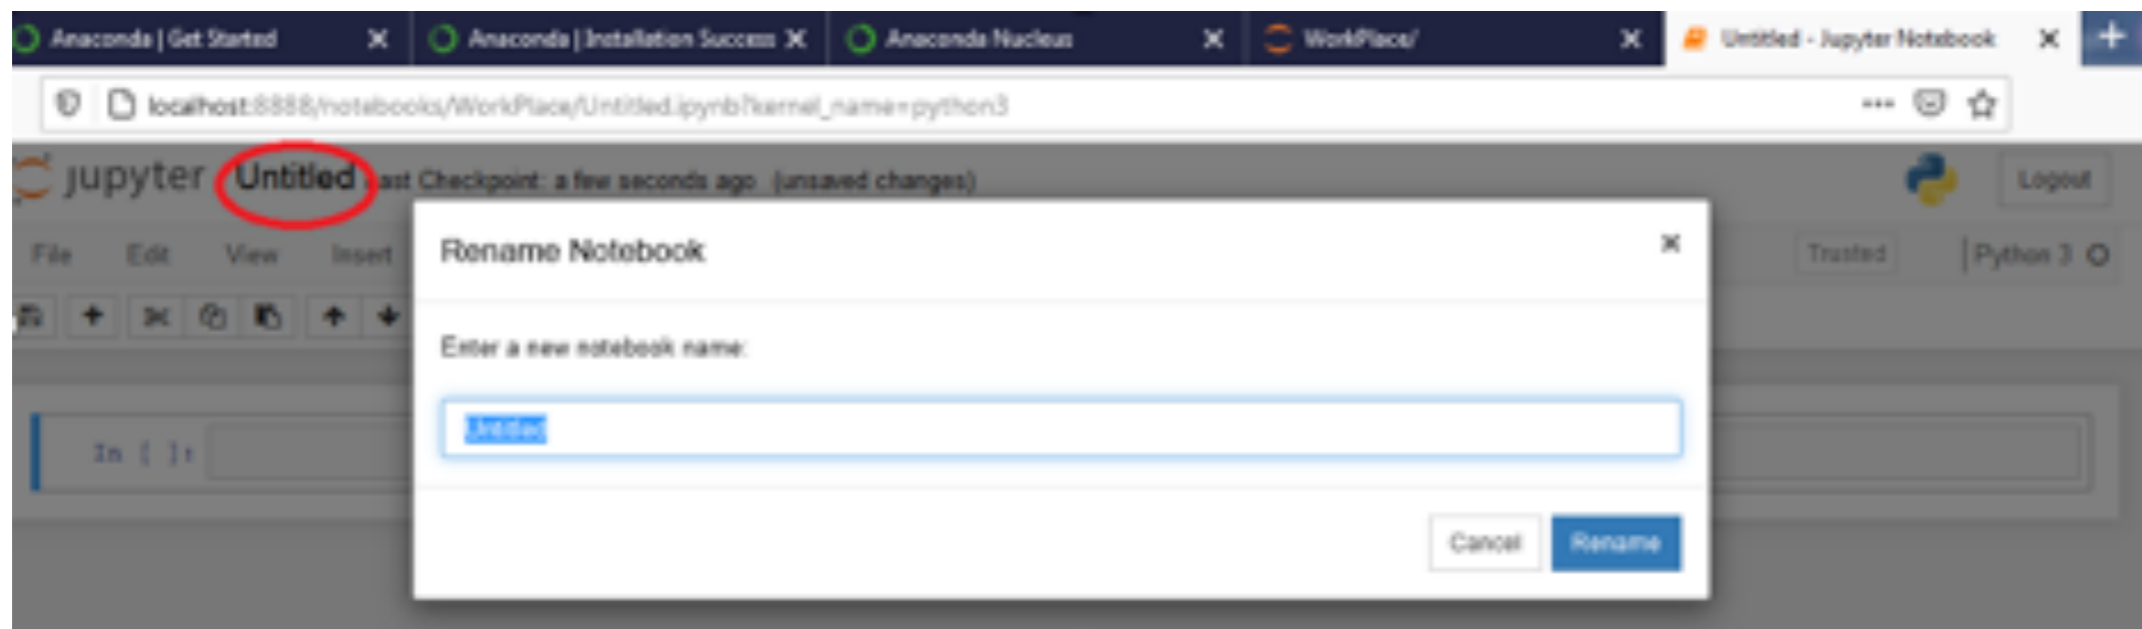 Anaconda | Get Started
Anaconda | Installation Success
Anaconda Nucleus
WorkPlace/
Untitled - Jupyter Notebook
localhost:8888/notebooks/WorkPlace/Untitled.ipynb?kernel_name=python3
jupyter Untitled Last Checkpoint: a few seconds ago (unsaved changes)
Logout
File Edit View Insert
Trusted
Python 3
Rename Notebook
Enter a new notebook name:
Untitled
In [ ]:
Cancel Rename